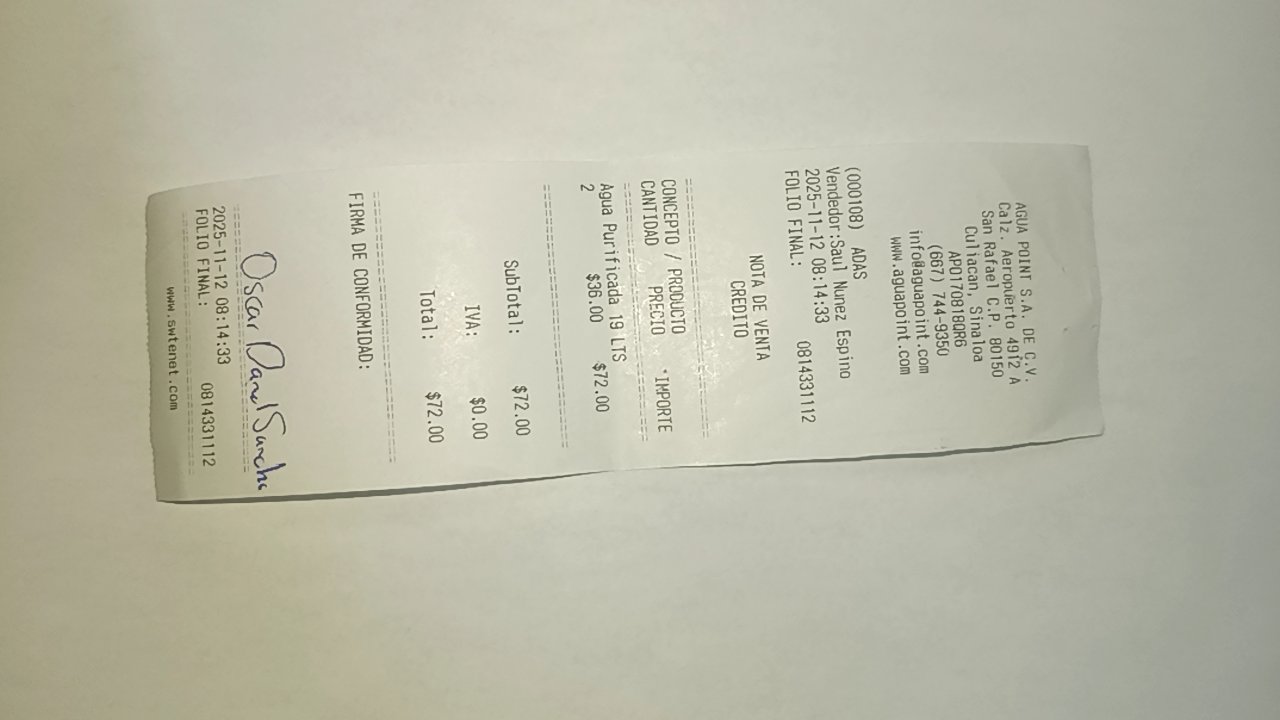 AGUA POINT S.A. DE C.V.
Calz. Aeropuerto 4912 A
San Rafael C.P. 80150
Culiacan, Sinaloa
APO170818QR6
(667) 744-9350
info@aguapoint.com
www.aguapoint.com
(000108) ADAS
Vendedor:Saul Nunez Espino
2025-11-12 08:14:33
FOLIO FINAL: 0814331112
NOTA DE VENTA
CREDITO
CONCEPTO / PRODUCTO
CANTIDAD PRECIO *IMPORTE
Agua Purificada 19 LTS
2 $36.00 $72.00
SubTotal: $72.00
IVA: $0.00
Total: $72.00
FIRMA DE CONFORMIDAD:
Oscar Danel Sancho
2025-11-12 08:14:33
FOLIO FINAL: 0814331112
www.swtenet.com